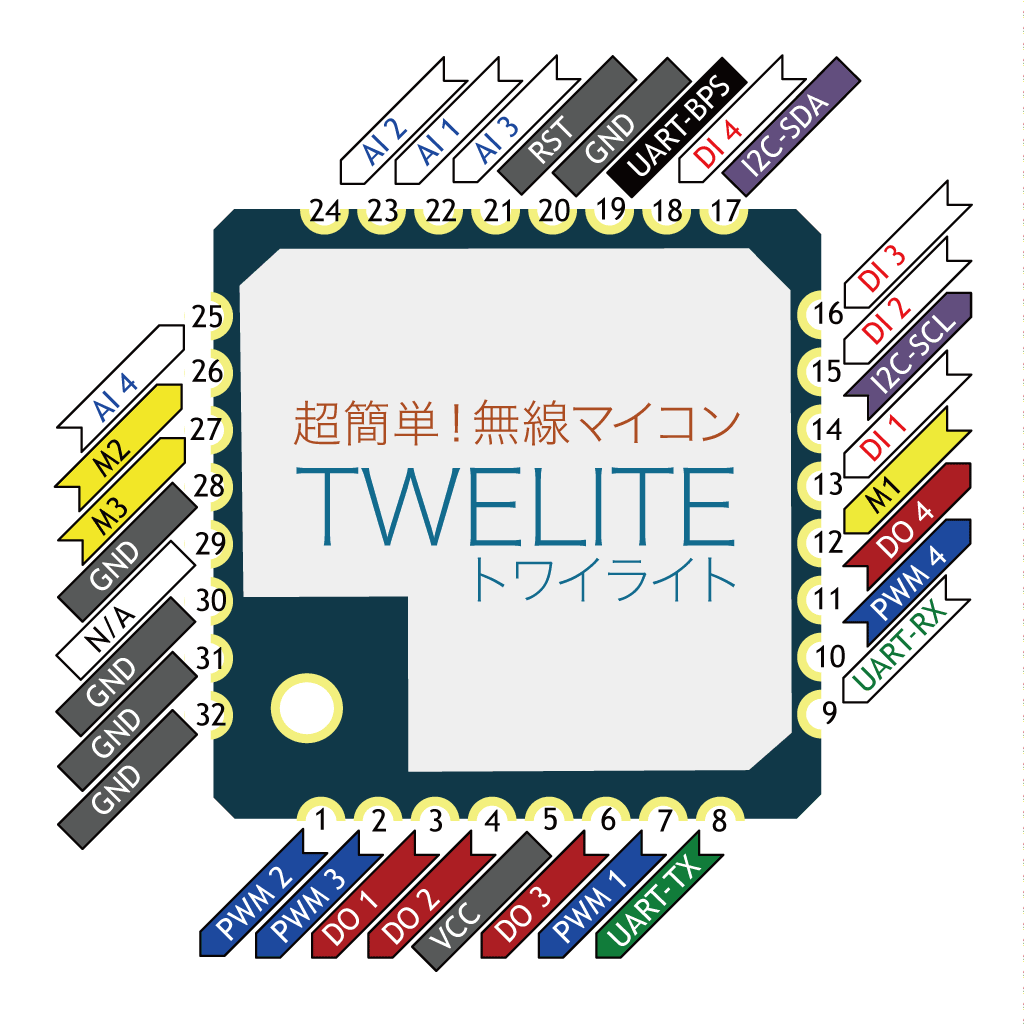 AI 2
AI 1
AI 3
RST
GND
UART-BPS
DI 4
I2C-SDA
24
23
22
21
20
19
18
17
25
26
27
28
29
30
31
32
AI 4
M2
M3
GND
N/A
GND
GND
GND
超簡単！無線マイコン
TWELITE
トワイライト
16
15
14
13
12
11
10
9
DI 3
DI 2
I2C-SCL
DI 1
M1
DO 4
PWM 4
UART-RX
1
2
3
4
5
6
7
8
PWM 2
PWM 3
DO 1
DO 2
VCC
DO 3
PWM 1
UART-TX